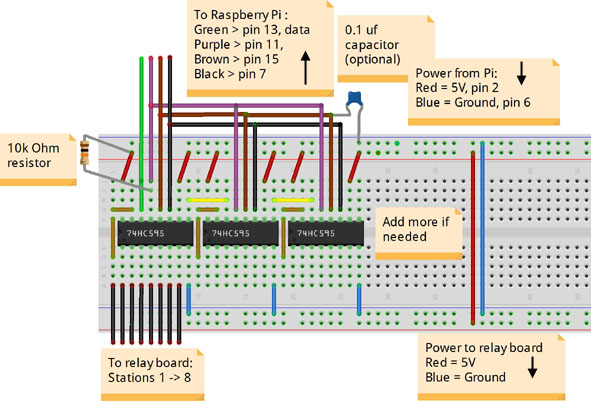 To Raspberry Pi :
Green > pin 13, data
Purple > pin 11,
Brown > pin 15
Black > pin 7
0.1 uf
capacitor
(optional)
Power from Pi:
Red = 5V, pin 2
Blue = Ground, pin 6
10k Ohm
resistor
74HC595
74HC595
74HC595
Add more if
needed
To relay board:
Stations 1 -> 8
Power to relay board
Red = 5V
Blue = Ground